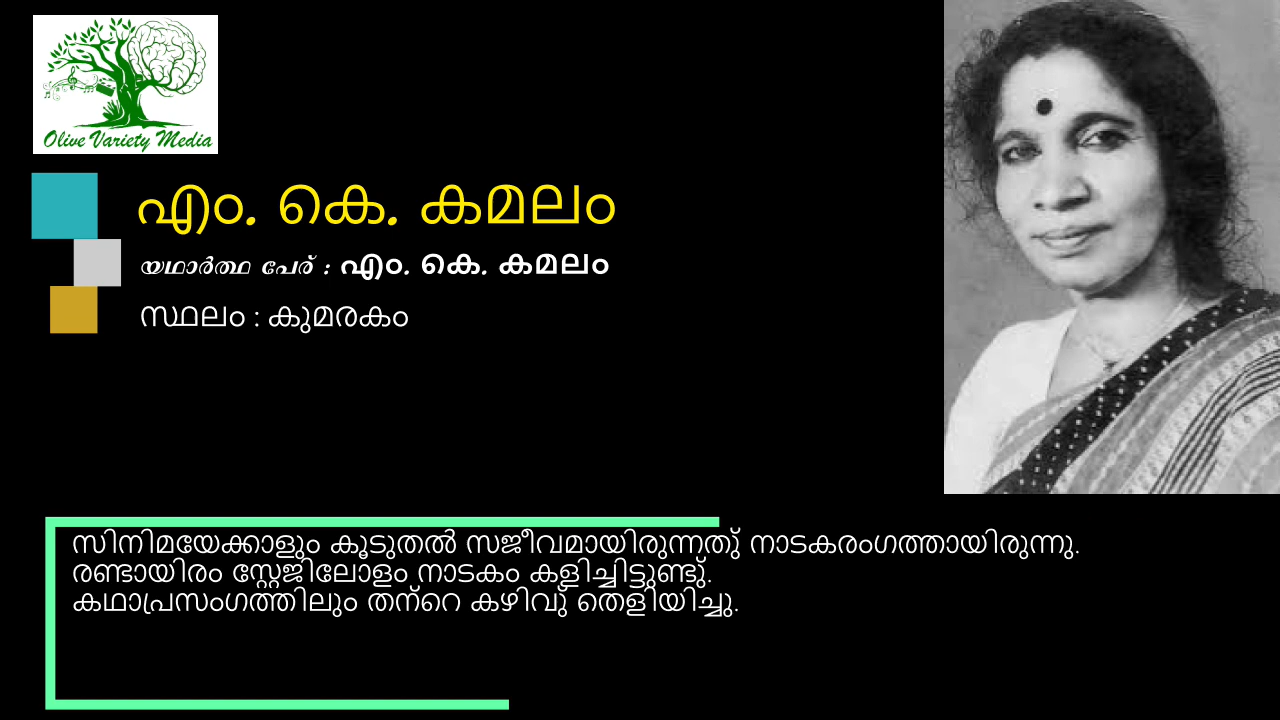 Olive Variety Media
എം. കെ. കമലം
യഥാർത്ഥ പേര് : എം. കെ. കമലം
സ്ഥലം : കുമരകം
സിനിമയേക്കാളും കൂടുതൽ സജീവമായിരുന്നതു് നാടകരംഗത്തായിരുന്നു.
രണ്ടായിരം സ്റ്റേജിലോളം നാടകം കളിച്ചിട്ടുണ്ടു്.
കഥാപ്രസംഗത്തിലും തന്റെ കഴിവു് തെളിയിച്ചു.